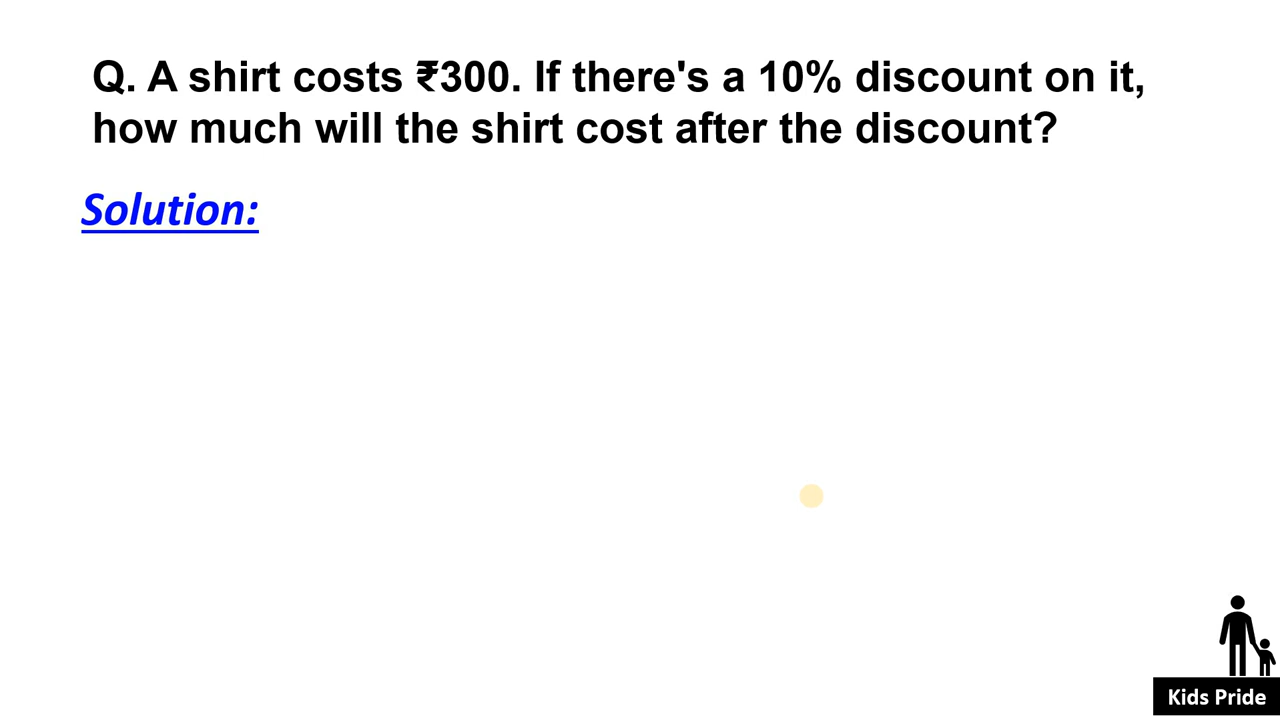 Q. A shirt costs ₹300. If there's a 10% discount on it,
how much will the shirt cost after the discount?
Solution:
Kids Pride